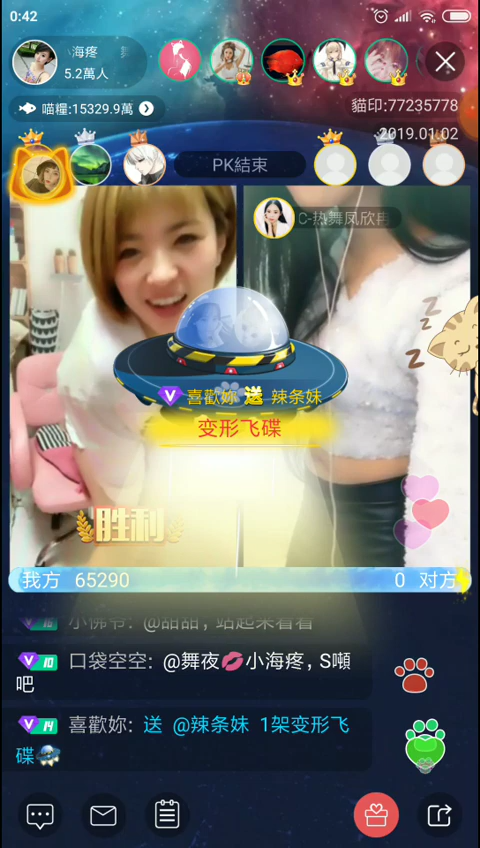 0:42
海疼
5.2萬人
喵糧:15329.9萬
貓印:77235778
2019.01.02
PK結束
C-热舞凤欣冉
喜歡妳 送 辣条妹
变形飞碟
胜利
我方 65290
0 对方
小佛爷: @甜甜, 站起来看看
V 10 口袋空空: @舞夜💋小海疼, S噸
吧
V 14 喜歡妳: 送 @辣条妹 1架变形飞
碟🛸